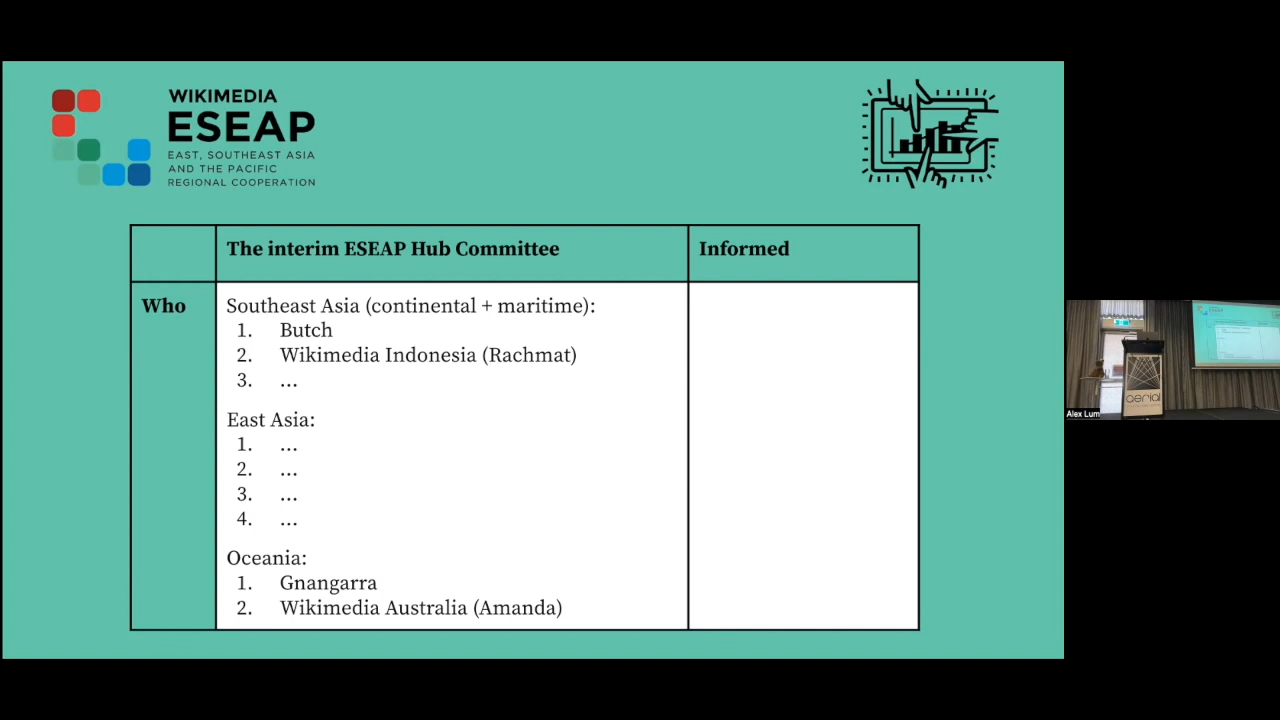 WIKIMEDIA
ESEAP
EAST, SOUTHEAST ASIA
AND THE PACIFIC
REGIONAL COOPERATION
The interim ESEAP Hub Committee
Informed
Who
Southeast Asia (continental + maritime):
1. Butch
2. Wikimedia Indonesia (Rachmat)
3. ...
East Asia:
1. ...
2. ...
3. ...
4. ...
Oceania:
1. Gnangarra
2. Wikimedia Australia (Amanda)
aerial
Alex Lum